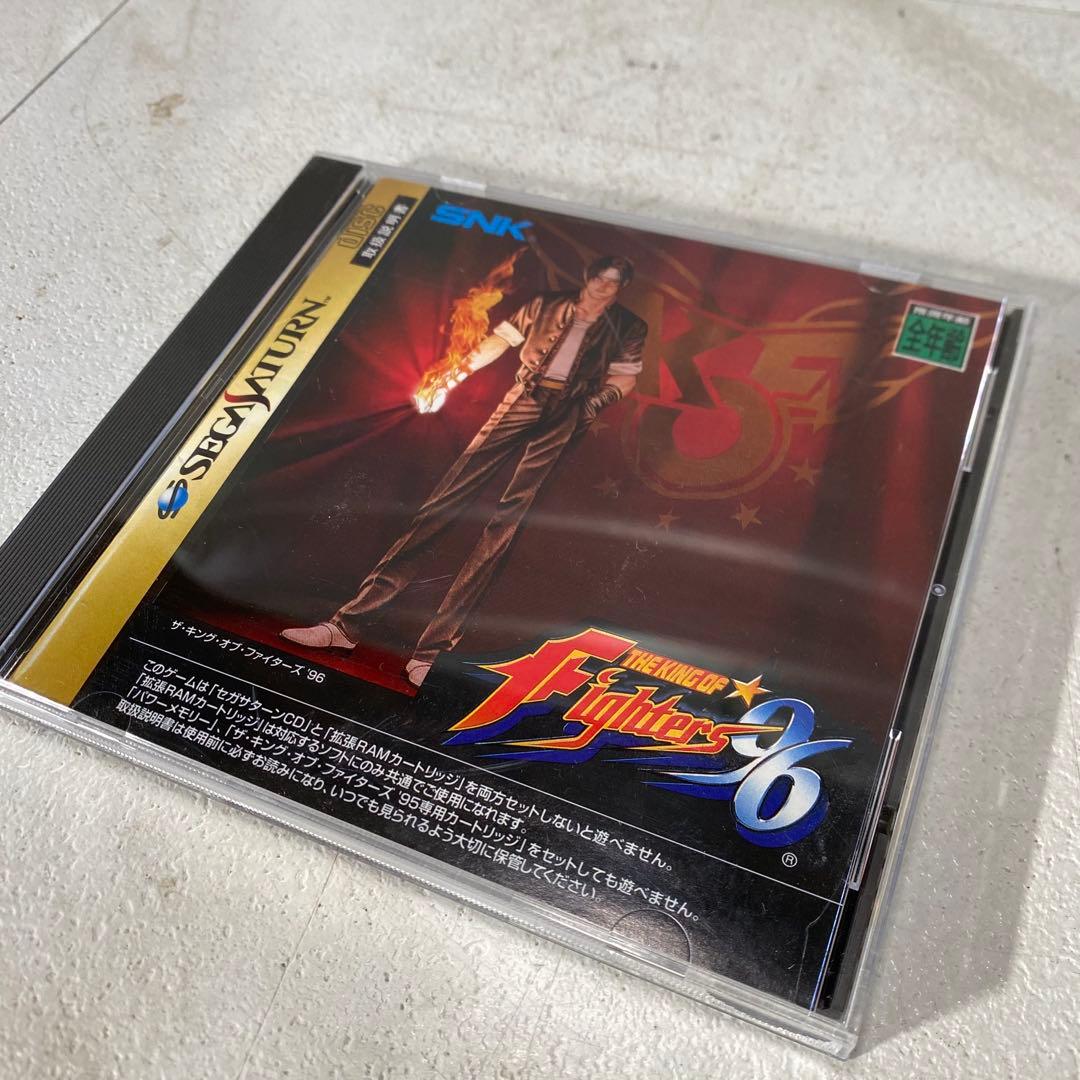 SNK
DISC
取扱説明書
SEGA SATURN™
推奨年齢
全年齢
ザ・キング・オブ・ファイターズ '96
THE KING OF
Fighters
96
®
このゲームは「セガサターンCD」と「拡張RAMカートリッジ」を両方セットしないと遊べません。
「拡張RAMカートリッジ」は対応するソフトにのみ共通でご使用になれます。
「パワーメモリー」、「ザ・キング・オブ・ファイターズ '95専用カートリッジ」をセットしても遊べません。
取扱説明書は使用前に必ずお読みになり、いつでも見られるよう大切に保管してください。